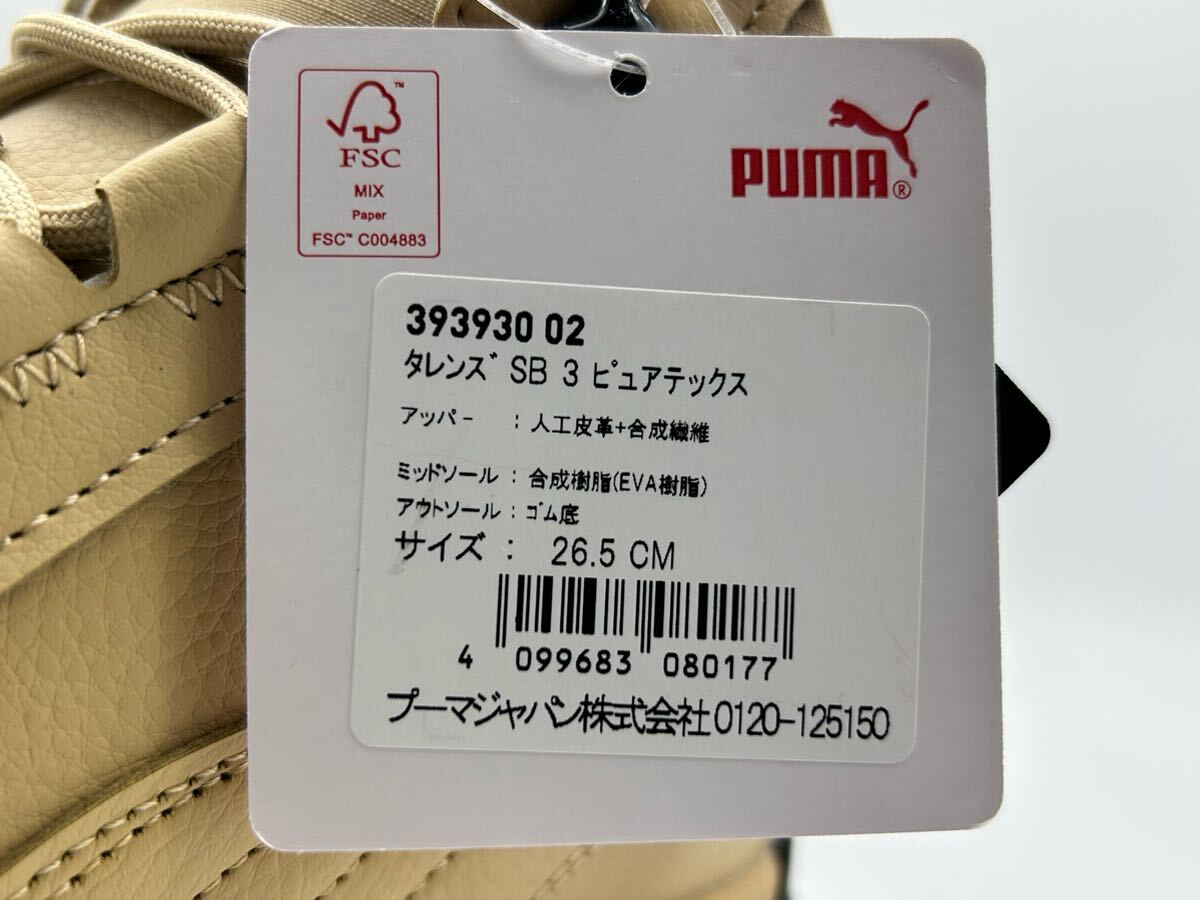 FSC™
MIX
Paper
FSC™ C004883
PUMA®
393930 02
タレンズ SB 3 ピュアテックス
アッパー : 人工皮革+合成繊維
ミッドソール : 合成樹脂(EVA樹脂)
アウトソール : ゴム底
サイズ : 26.5 CM
4 099683 080177
プーマジャパン株式会社0120-125150